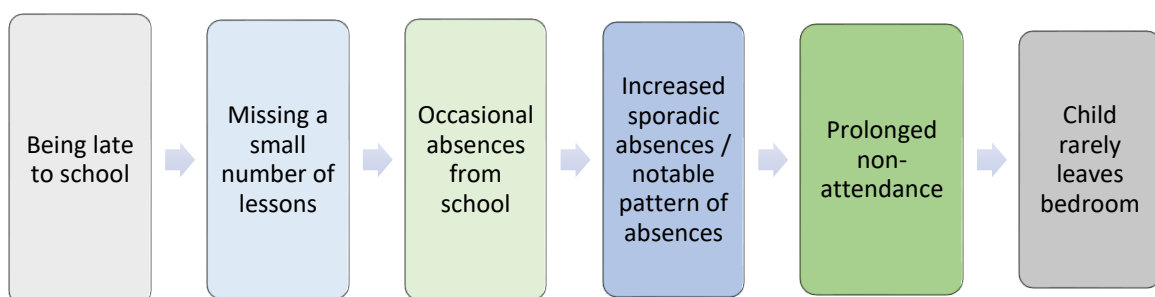 Being late
to school
Missing a
small
number of
lessons
Occasional
absences
from
school
Increased
sporadic
absences /
notable
pattern of
absences
Prolonged
non-
attendance
Child
rarely
leaves
bedroom